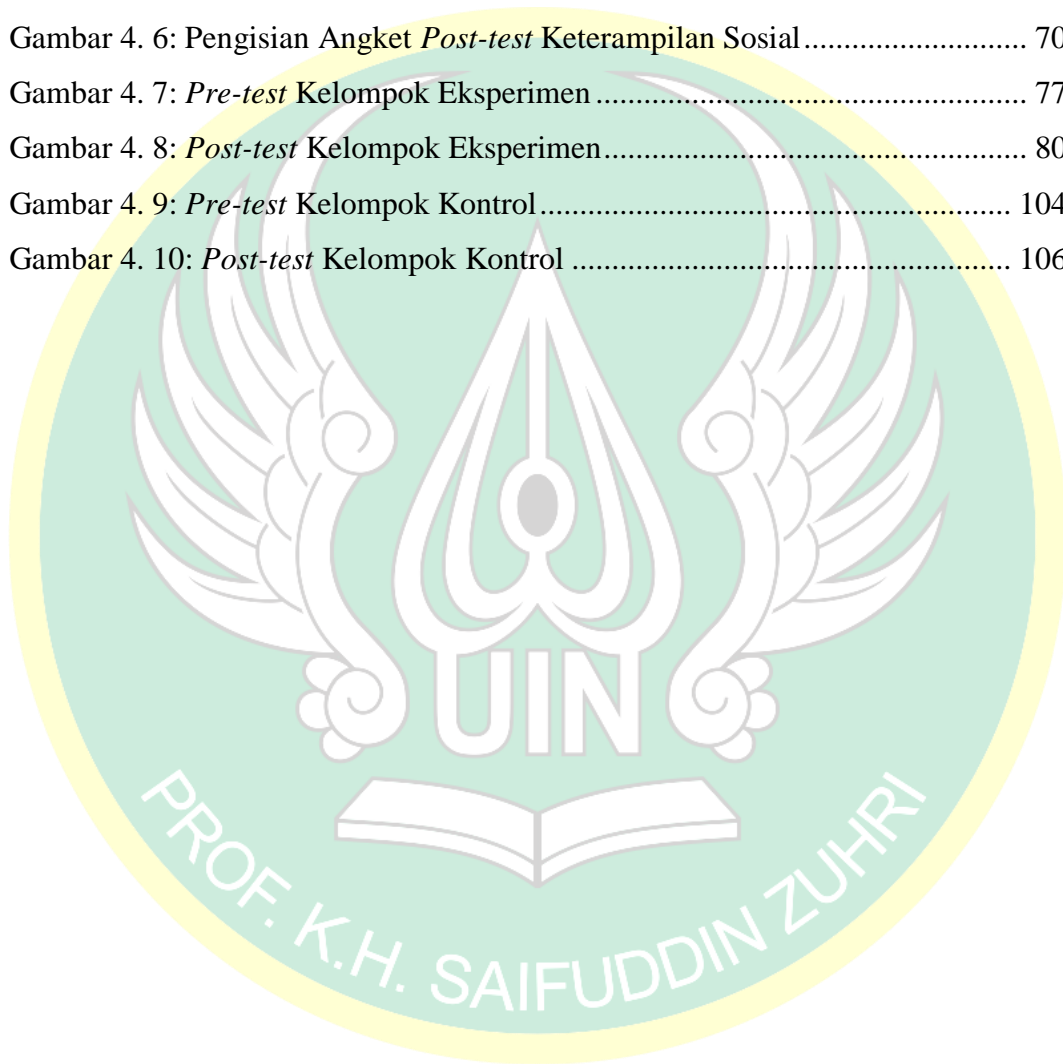 Gambar 4. 6: Pengisian Angket Post-test Keterampilan Sosial............................ 70
Gambar 4. 7: Pre-test Kelompok Eksperimen ...................................................... 77
Gambar 4. 8: Post-test Kelompok Eksperimen..................................................... 80
Gambar 4. 9: Pre-test Kelompok Kontrol........................................................... 104
Gambar 4. 10: Post-test Kelompok Kontrol ....................................................... 106
UIN
PROF. K.H. SAIFUDDIN ZUHRI